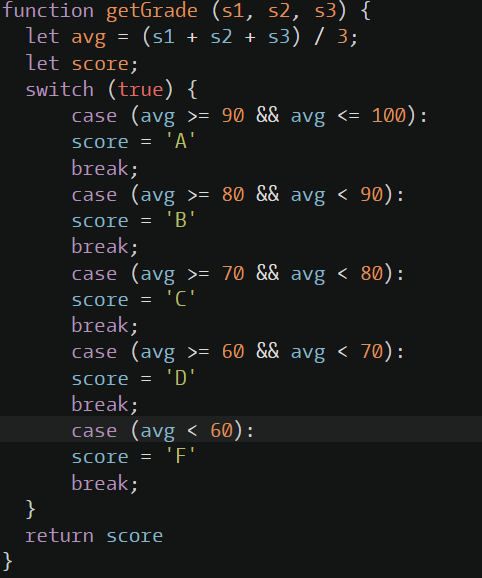 function getGrade (s1, s2, s3) {
  let avg = (s1 + s2 + s3) / 3;
  let score;
  switch (true) {
      case (avg >= 90 && avg <= 100):
      score = 'A'
      break;
      case (avg >= 80 && avg < 90):
      score = 'B'
      break;
      case (avg >= 70 && avg < 80):
      score = 'C'
      break;
      case (avg >= 60 && avg < 70):
      score = 'D'
      break;
      case (avg < 60):
      score = 'F'
      break;
  }
  return score
}